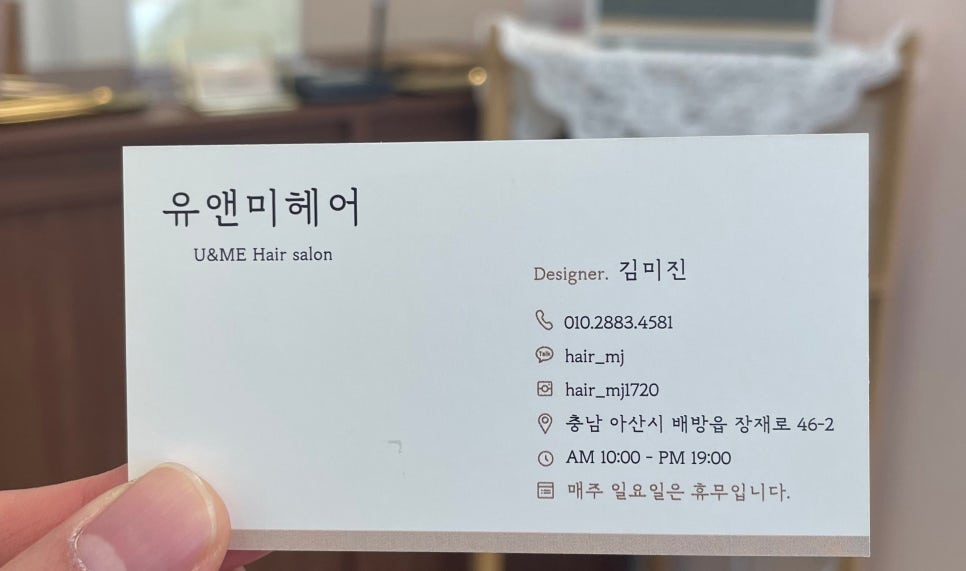 유앤미헤어
U&ME Hair salon
Designer. 김미진
010.2883.4581
Talk hair_mj
hair_mj1720
충남 아산시 배방읍 장재로 46-2
AM 10:00 - PM 19:00
매주 일요일은 휴무입니다.